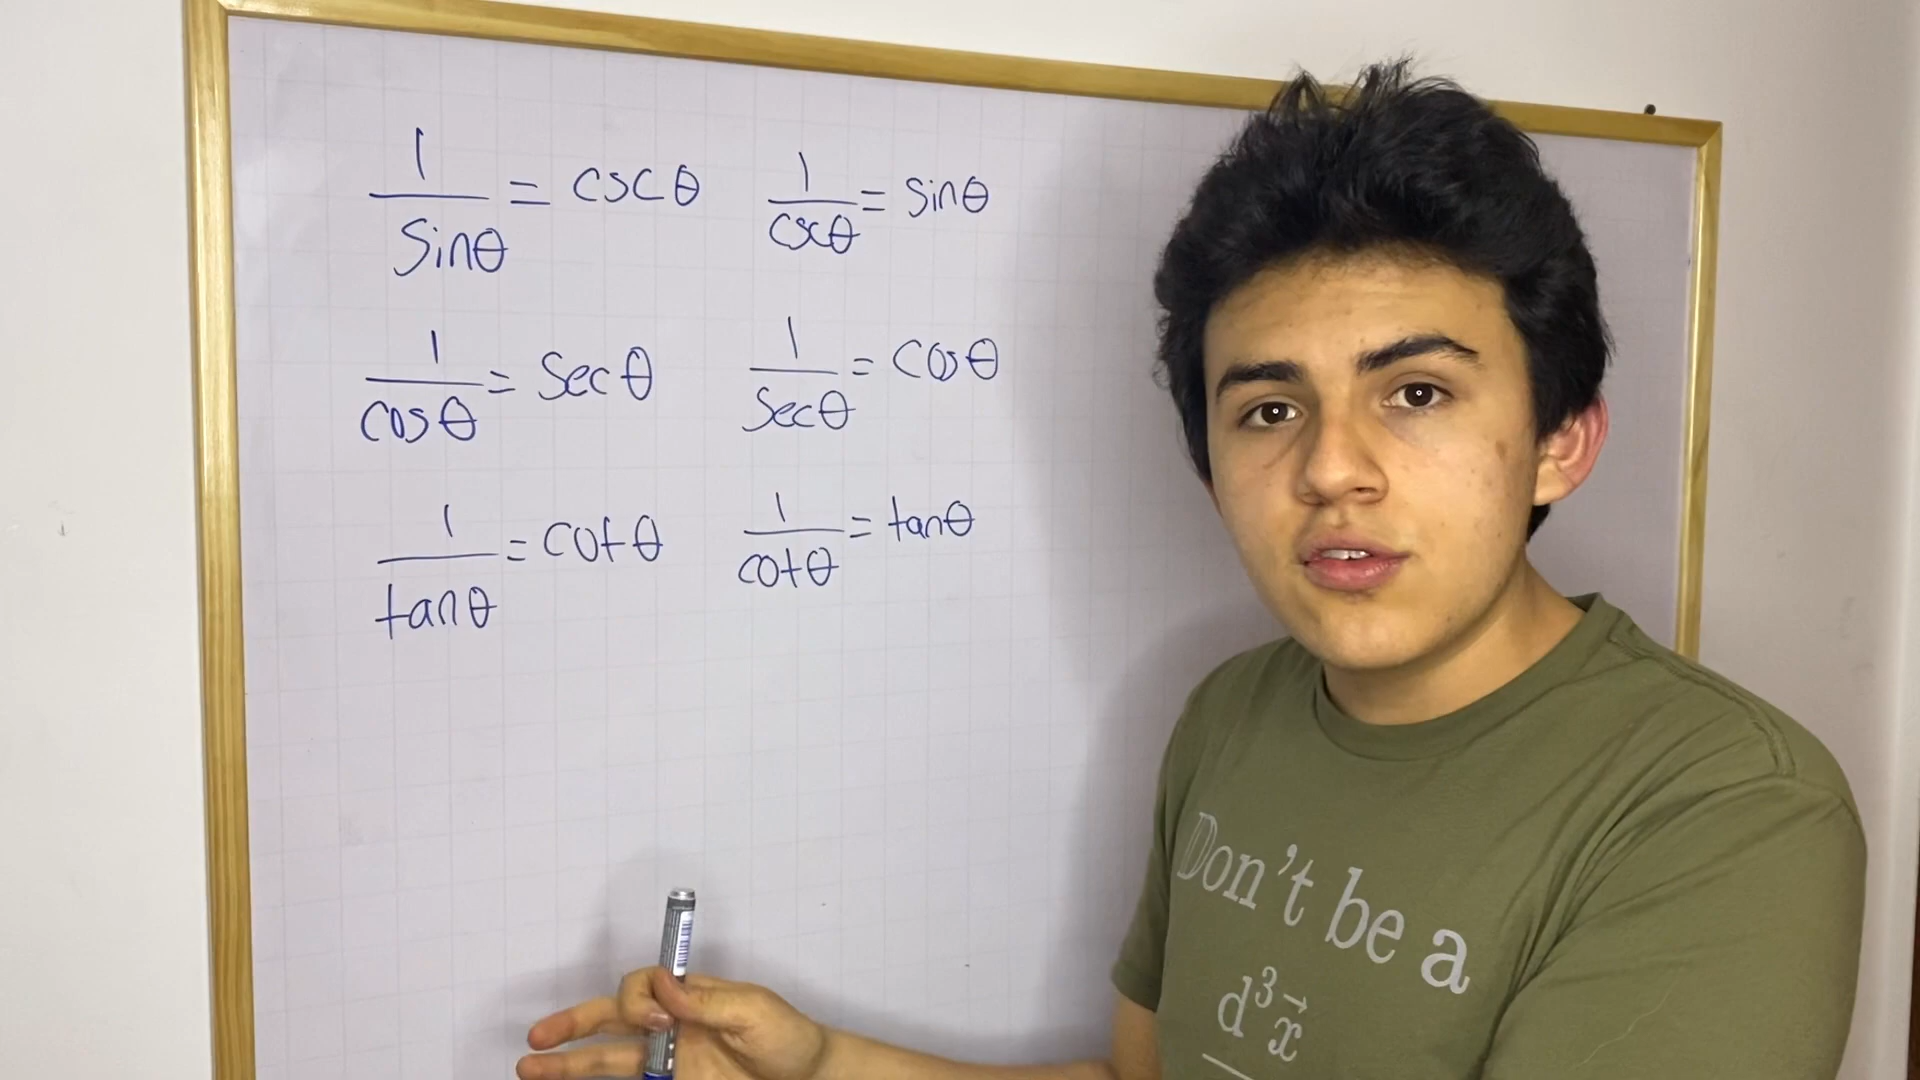 1/sinθ = cscθ 1/cscθ = sinθ
1/cosθ = secθ 1/secθ = cosθ
1/tanθ = cotθ 1/cotθ = tanθ
Don't be a
d³x⃗